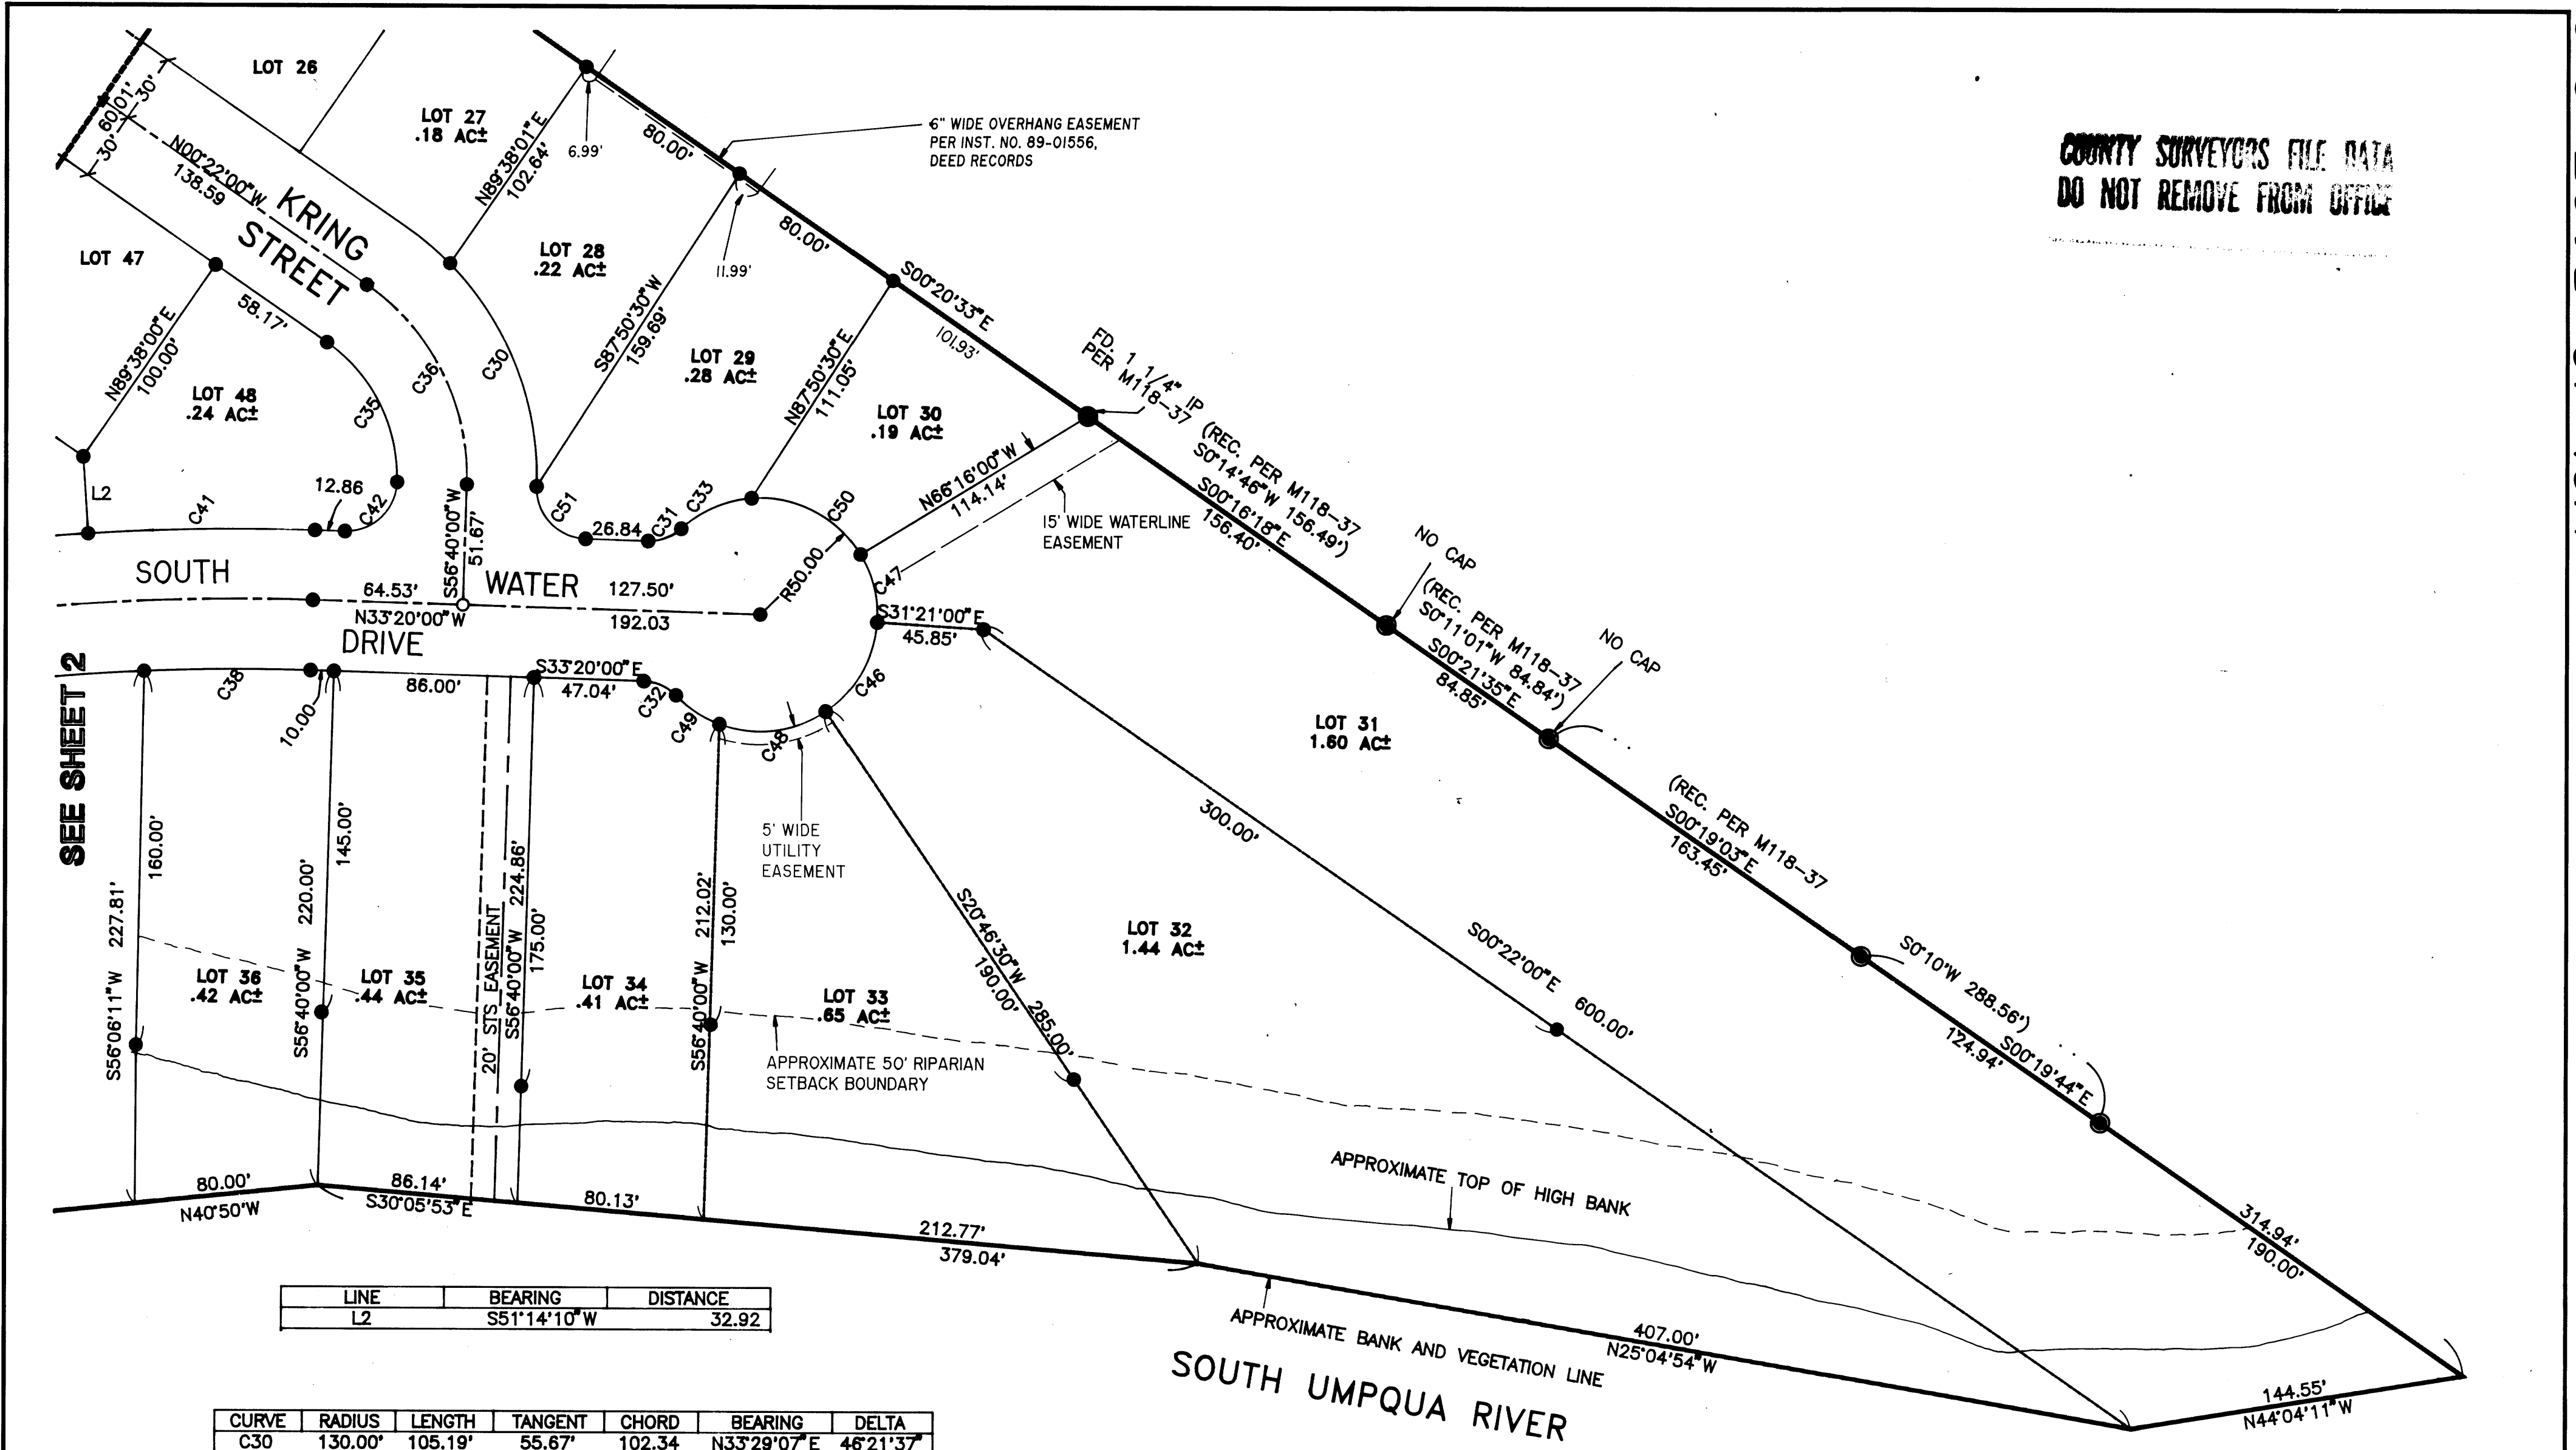 LOT 26
30'
60.01'
30'
LOT 27
.18 AC±
N89°38'01"E
102.64'
6.99'
80.00'
6" WIDE OVERHANG EASEMENT
PER INST. NO. 89-01556,
DEED RECORDS
COUNTY SURVEYORS FILE DATA
DO NOT REMOVE FROM OFFICE
N00°22'00"W
138.59
KRING
STREET
LOT 47
58.17'
N89°38'00"E
100.00'
LOT 48
.24 AC±
C35
C36
C30
LOT 28
.22 AC±
11.99'
80.00'
S87°50'30"W
159.69'
LOT 29
.28 AC±
N87°50'30"E
111.05'
S00°20'33"E
101.93'
LOT 30
.19 AC±
FD. 1 1/4" IP
PER M118-37
(REC. PER M118-37
S0°14'46"W 156.49')
S00°16'18"E
156.40'
N66°16'00"W
114.14'
15' WIDE WATERLINE
EASEMENT
NO CAP
(REC. PER M118-37
S0°11'01"W 84.84')
S00°21'35"E
84.85'
NO CAP
L2
C41
12.86
C42
C51
26.84
C31
C33
C50
C47
R50.00
S56°40'00"W
51.67'
SOUTH
WATER
DRIVE
64.53'
N33°20'00"W
127.50'
192.03
S31°21'00"E
45.85'
SEE SHEET 2
C38
10.00
86.00'
S33°20'00"E
47.04'
C32
C49
C48
C46
5' WIDE
UTILITY
EASEMENT
LOT 31
1.60 AC±
300.00'
(REC. PER M118-37
S00°19'03"E
163.45'
S0°10'W 288.56')
S00°19'44"E
124.94'
S56°06'11"W 227.81'
160.00'
S56°40'00"W 220.00'
145.00'
20' STS EASEMENT
S56°40'00"W 224.86'
175.00'
S56°40'00"W 212.02'
130.00'
S20°46'30"W 285.00'
190.00'
LOT 32
1.44 AC±
S00°22'00"E 600.00'
LOT 36
.42 AC±
LOT 35
.44 AC±
LOT 34
.41 AC±
LOT 33
.65 AC±
APPROXIMATE 50' RIPARIAN
SETBACK BOUNDARY
APPROXIMATE TOP OF HIGH BANK
80.00'
N40°50'W
86.14'
S30°05'53"E
80.13'
212.77'
379.04'
314.94'
190.00'
APPROXIMATE BANK AND VEGETATION LINE
407.00'
N25°04'54"W
144.55'
N44°04'11"W
SOUTH UMPQUA RIVER
LINE BEARING DISTANCE
L2 S51°14'10"W 32.92
CURVE RADIUS LENGTH TANGENT CHORD BEARING DELTA
C30 130.00' 105.19' 55.67' 102.34 N33°29'07"E 46°21'37"